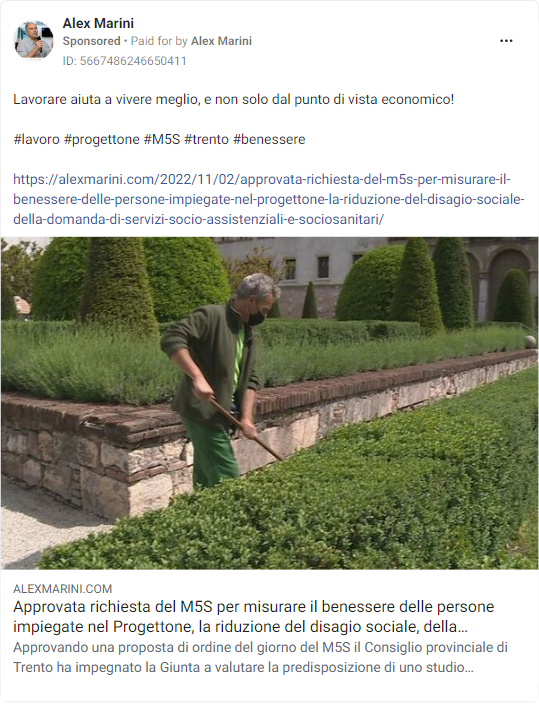 Alex Marini
Sponsored • Paid for by Alex Marini
ID: 5667486246650411
Lavorare aiuta a vivere meglio, e non solo dal punto di vista economico!
#lavoro #progettone #M5S #trento #benessere
https://alexmarini.com/2022/11/02/approvata-richiesta-del-m5s-per-misurare-il-
benessere-delle-persone-impiegate-nel-progettone-la-riduzione-del-disagio-sociale-
della-domanda-di-servizi-socio-assistenziali-e-sociosanitari/
ALEXMARINI.COM
Approvata richiesta del M5S per misurare il benessere delle persone
impiegate nel Progettone, la riduzione del disagio sociale, della…
Approvando una proposta di ordine del giorno del M5S il Consiglio provinciale di
Trento ha impegnato la Giunta a valutare la predisposizione di uno studio…